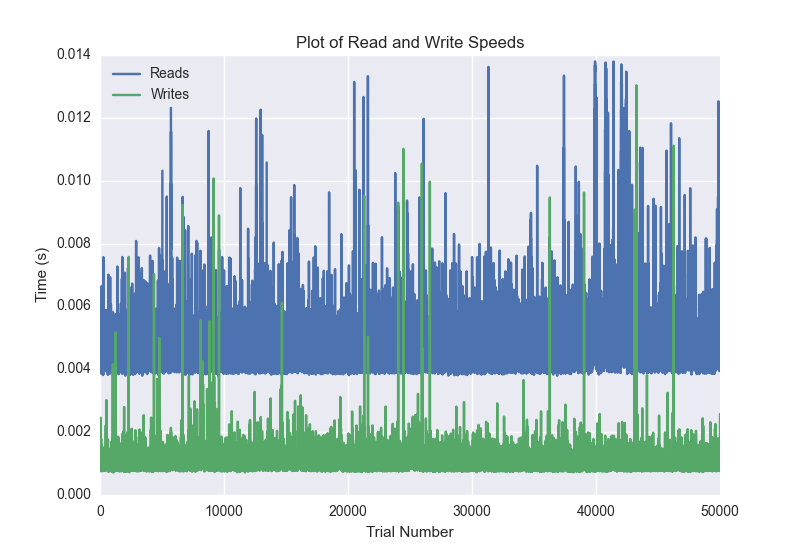 Plot of Read and Write Speeds
Reads
Writes
0.014
0.012
0.010
0.008
0.006
0.004
0.002
0.000
Time (s)
0 10000 20000 30000 40000 50000
Trial Number